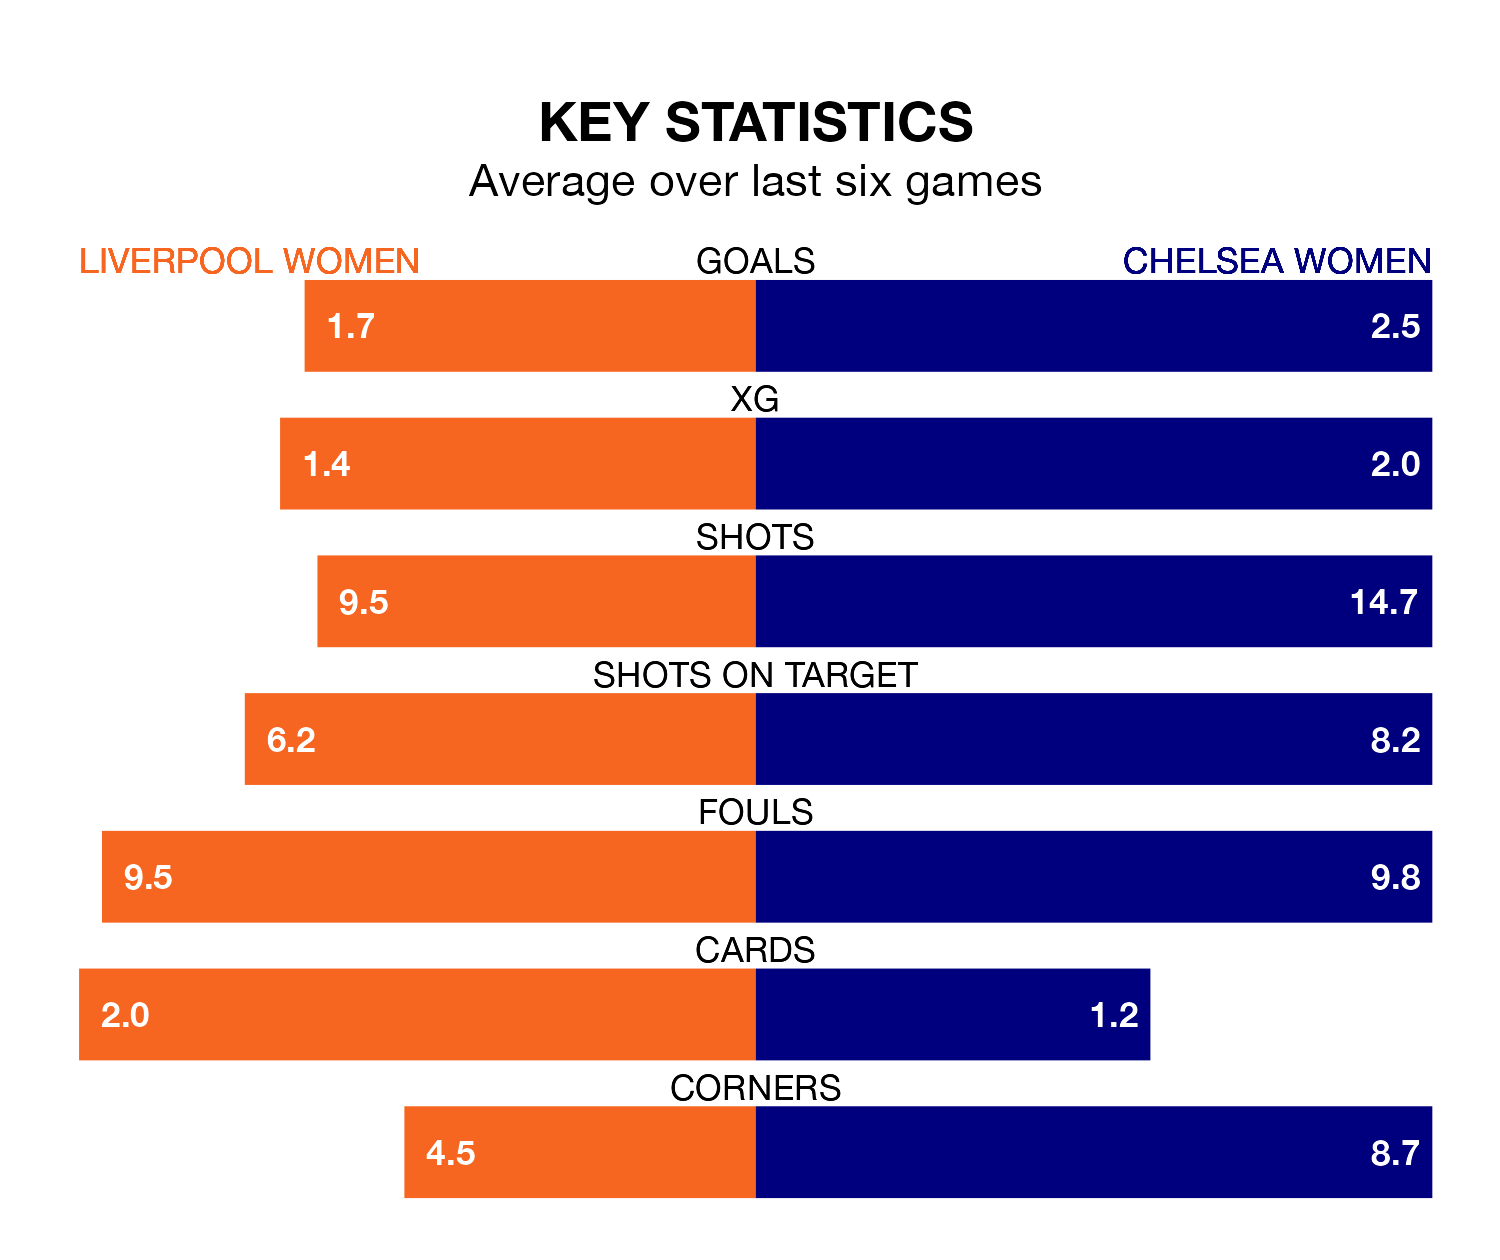 KEY STATISTICS
Average over last six games
LIVERPOOL WOMEN GOALS CHELSEA WOMEN
1.7 2.5
XG
1.4 2.0
SHOTS
9.5 14.7
SHOTS ON TARGET
6.2 8.2
FOULS
9.5 9.8
CARDS
2.0 1.2
CORNERS
4.5 8.7